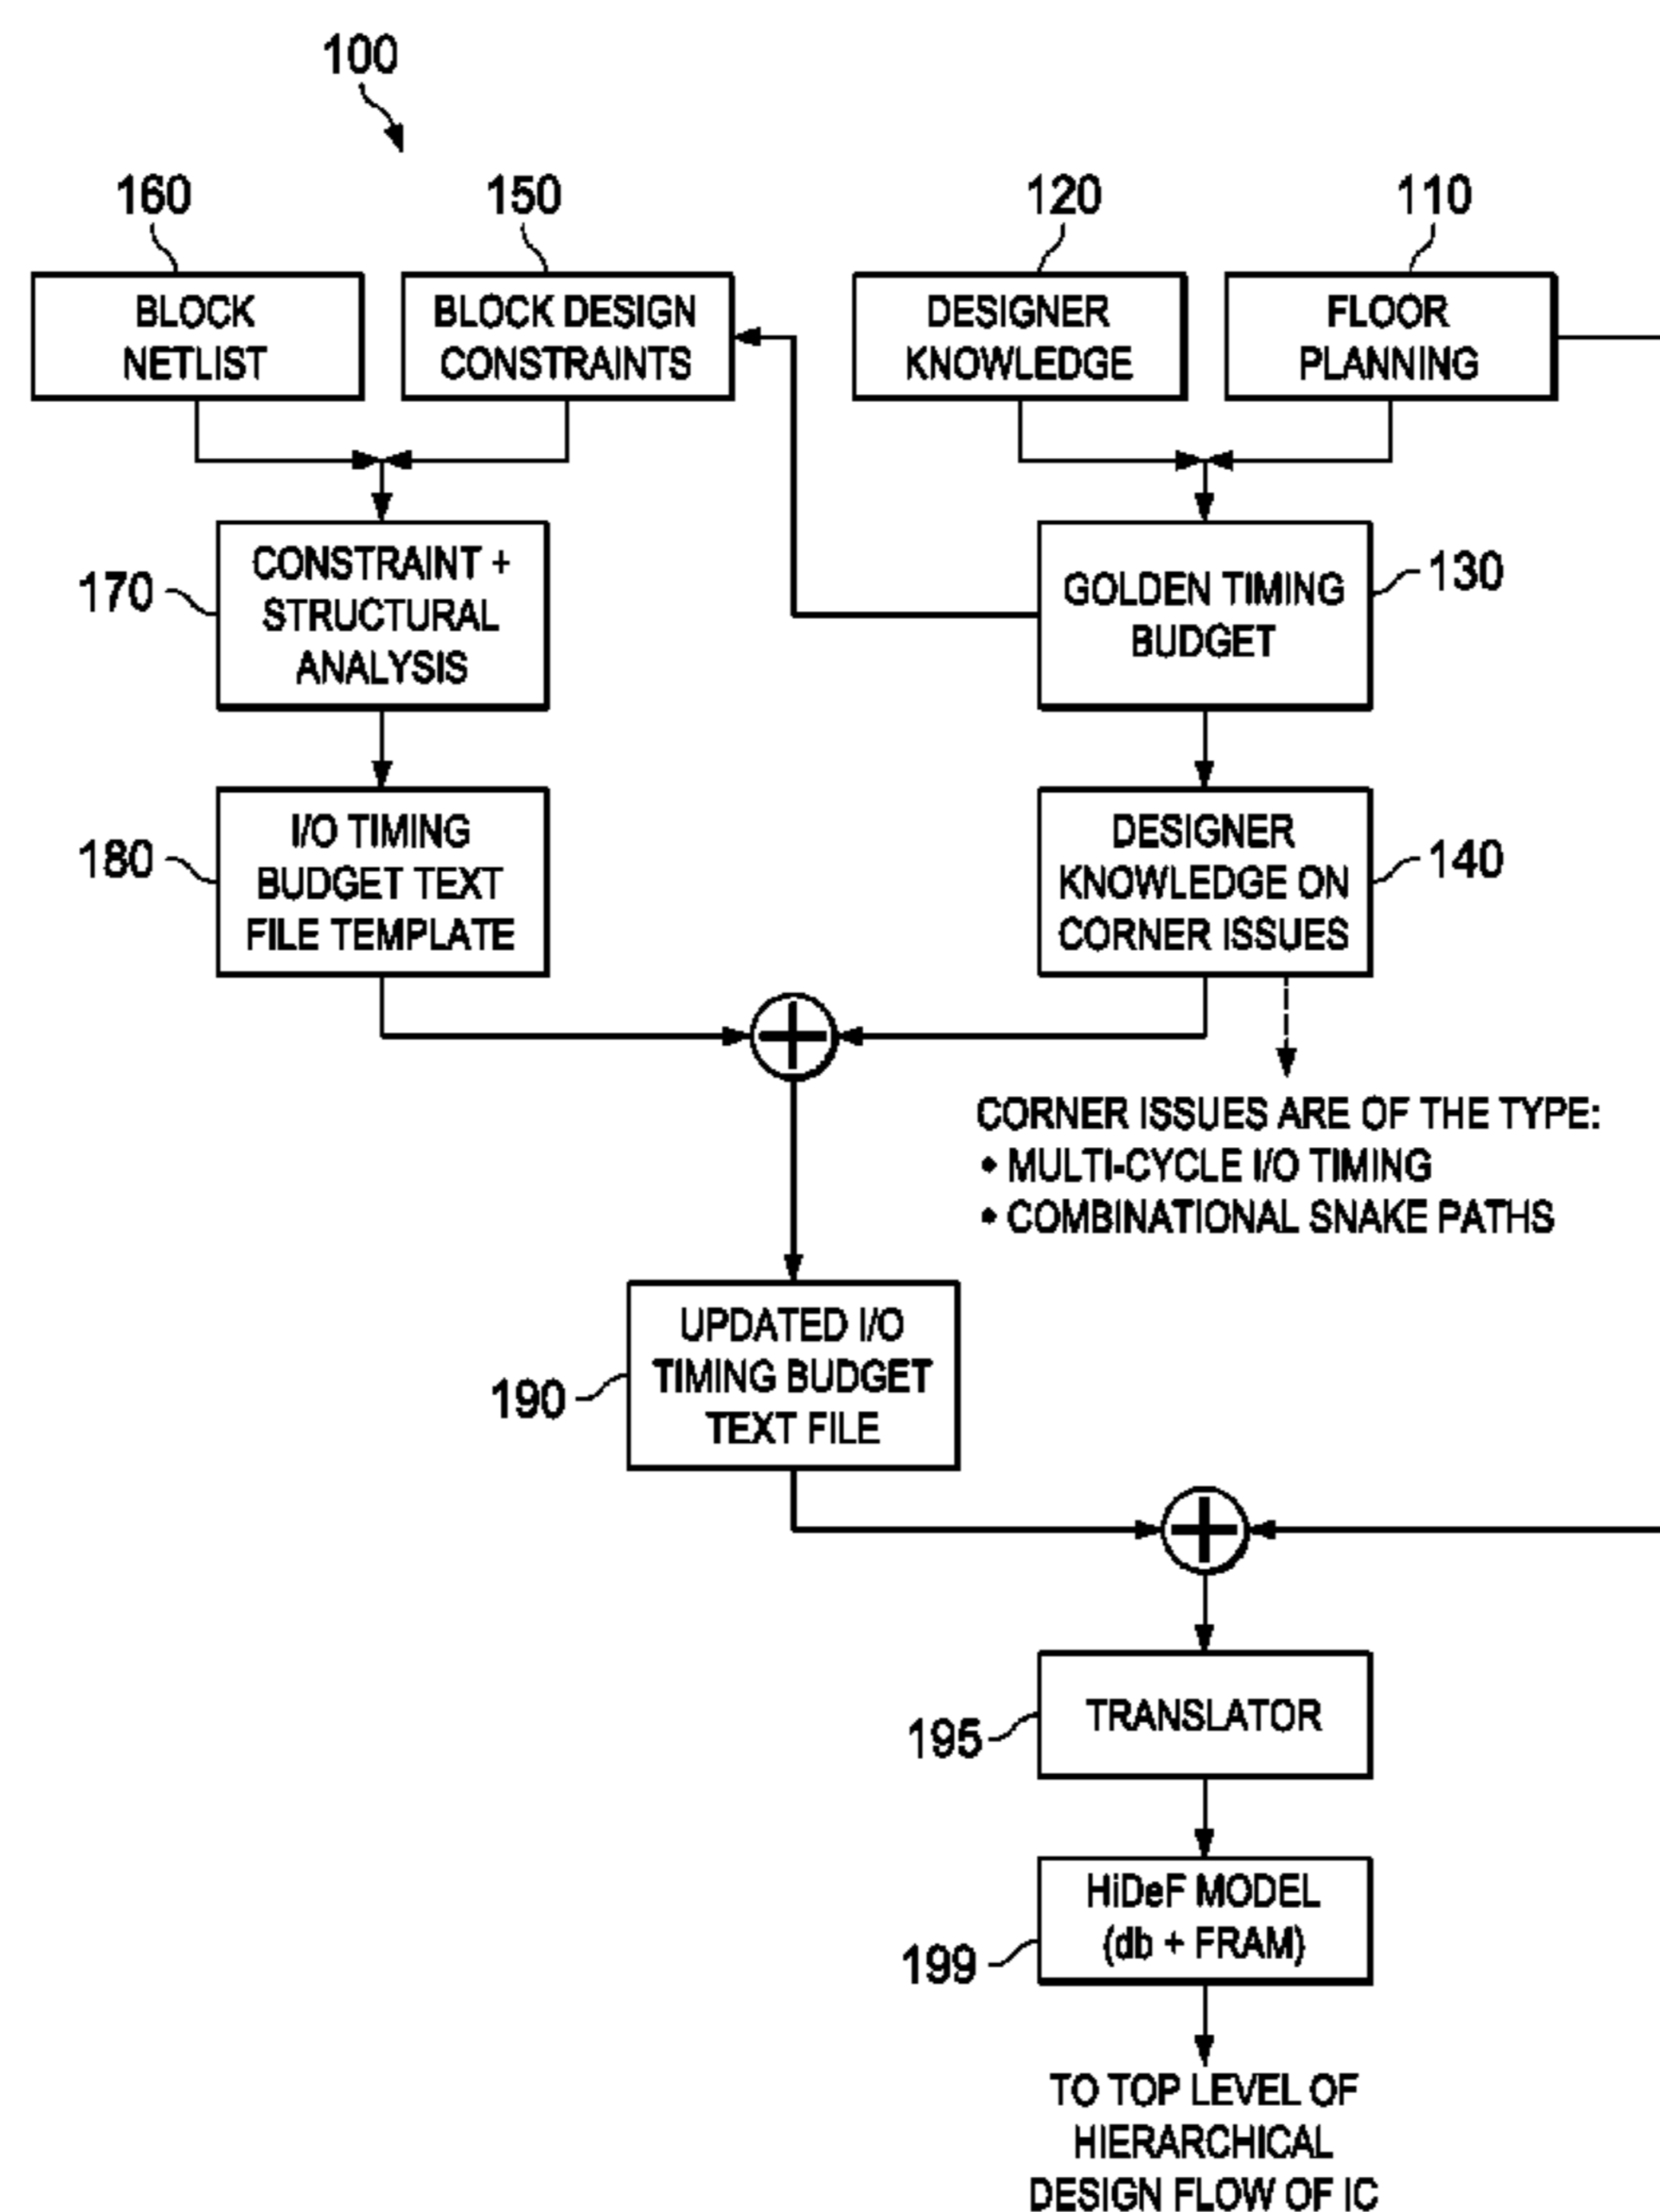 100
160
150
120
110
BLOCK
NETLIST
BLOCK DESIGN
CONSTRAINTS
DESIGNER
KNOWLEDGE
FLOOR
PLANNING
170
CONSTRAINT +
STRUCTURAL
ANALYSIS
GOLDEN TIMING
BUDGET
130
180
I/O TIMING
BUDGET TEXT
FILE TEMPLATE
DESIGNER
KNOWLEDGE ON
CORNER ISSUES
140
CORNER ISSUES ARE OF THE TYPE:
• MULTI-CYCLE I/O TIMING
• COMBINATIONAL SNAKE PATHS
190
UPDATED I/O
TIMING BUDGET
TEXT FILE
195
TRANSLATOR
199
HiDeF MODEL
(db + FRAM)
TO TOP LEVEL OF
HIERARCHICAL
DESIGN FLOW OF IC